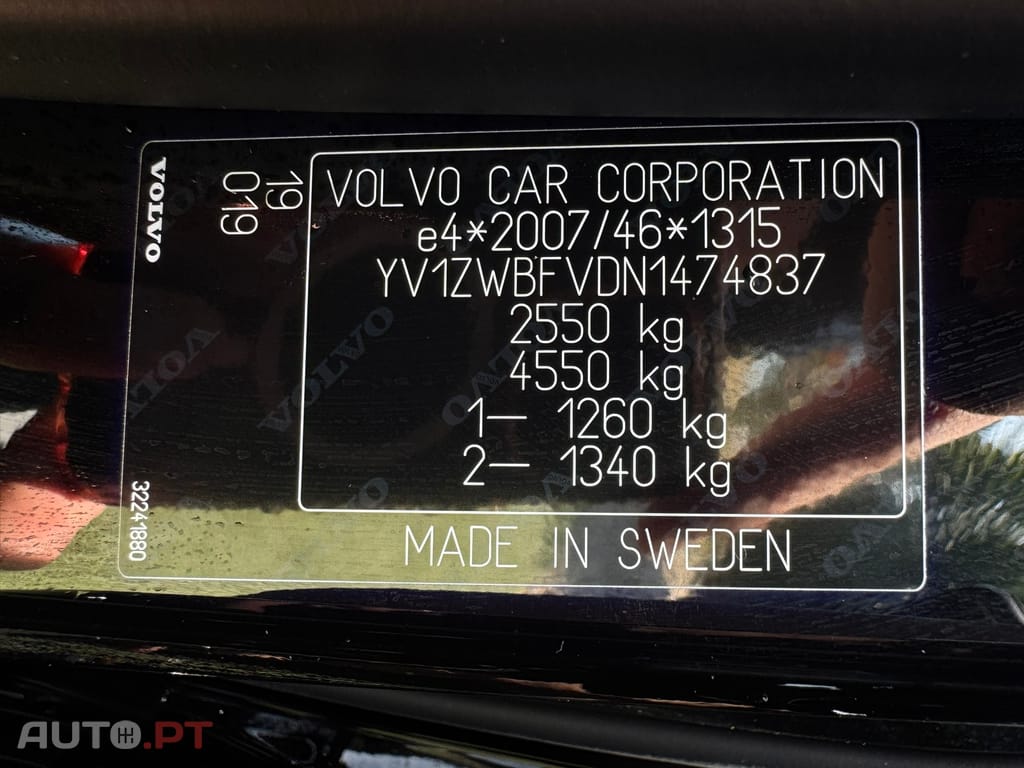 VOLVO
019
19
VOLVO CAR CORPORATION
e4*2007/46*1315
YV1ZWBFVDN1474837
2550 kg
4550 kg
1– 1260 kg
2– 1340 kg
32241880
MADE IN SWEDEN
AUTO.PT